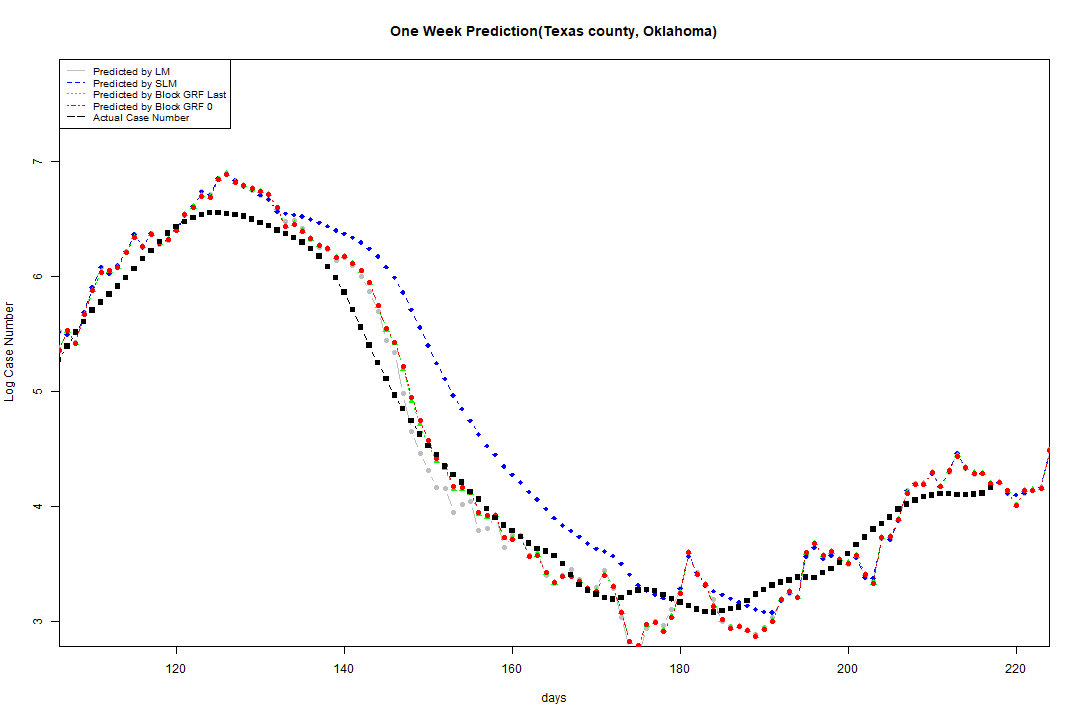 One Week Prediction(Texas county, Oklahoma)
Predicted by LM
Predicted by SLM
Predicted by Block GRF Last
Predicted by Block GRF 0
Actual Case Number
7
6
5
4
3
Log Case Number
120 140 160 180 200 220
days